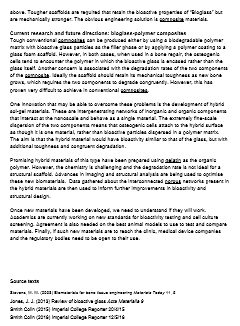 above. Tougher scaffolds are required that retain the bioactive properties of "Bioglass" but
are mechanically stronger. The obvious engineering solution is composite materials.
Current research and future directions: bioglass-polymer composites
Tough conventional composites can be produced either by using a biodegradable polymer
matrix with bioactive glass particles as the filler phase or by applying a polymer coating to a
glass foam scaffold. However, in both cases, when used in a bone repair, the osteogenic
cells tend to encounter the polymer in which the bioactive glass is encased rather than the
glass itself. Another concern is associated with the degradation rates of the two components
of the composite. Ideally the scaffold should retain its mechanical toughness as new bone
grows, which requires the two components to degrade congruently. However, this has
proven very difficult to achieve in conventional composites.
One innovation that may be able to overcome these problems is the development of hybrid
sol-gel materials. These are interpenetrating networks of inorganic and organic components
that interact at the nanoscale and behave as a single material. The extremely fine-scale
dispersion of the two components means that osteogenic cells attach to the hybrid surface
as though it is one material, rather than bioactive particles dispersed in a polymer matrix.
The aim is that the hybrid material would have bioactivity similar to that of the glass, but with
additional toughness and congruent degradation.
Promising hybrid materials of this type have been prepared using gelatin as the organic
polymer. However, the chemistry is challenging and the degradation rate is not ideal for a
structural scaffold. Advances in imaging and structural analysis are being used to optimise
these new biomaterials. Data gathered about the interconnected porous networks present in
the hybrid materials are then used to inform further improvements in bioactivity and
structural design.
Once new materials have been developed, we need to understand if they will work.
Academics are currently working on new standards for bioactivity testing and cell culture
screening. Agreement is also needed on the best animal models to use to test and compare
materials. Finally, if such new materials are to reach the clinic, medical device companies
and the regulatory bodies need to be open to their use.
Source texts
Stevens, M. M. (2008) Biomaterials for bone tissue engineering Materials Today 11, 5
Jones, J. J. (2013) Review of bioactive glass Acta Materialia 9
Smith Colin (2015) Imperial College Reporter 20/4/15
Smith Colin (2019) Imperial College Reporter 12/5/19